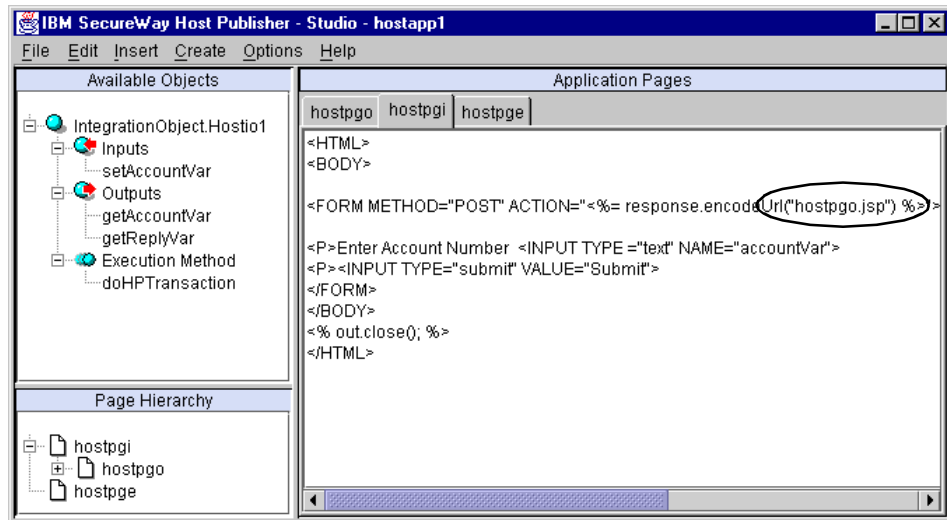 IBM SecureWay Host Publisher - Studio - hostapp1
File Edit Insert Create Options Help
Available Objects
IntegrationObject.Hostio1
Inputs
setAccountVar
Outputs
getAccountVar
getReplyVar
Execution Method
doHPTransaction
Page Hierarchy
hostpgi
hostpgo
hostpge
Application Pages
hostpgo hostpgi hostpge
<HTML>
<BODY>
<FORM METHOD="POST" ACTION="<%= response.encodeUrl("hostpgo.jsp") %>'>
<P>Enter Account Number <INPUT TYPE ="text" NAME="accountVar">
<P><INPUT TYPE="submit" VALUE="Submit">
</FORM>
</BODY>
<% out.close(); %>
</HTML>